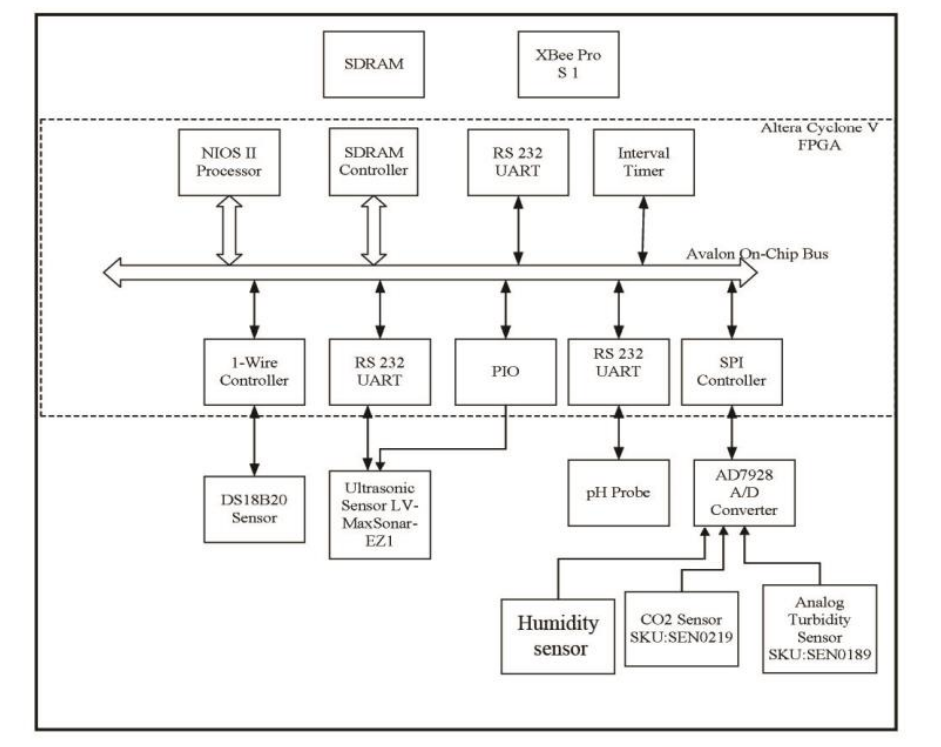 SDRAM
XBee Pro
S 1
Altera Cyclone V
FPGA
NIOS II
Processor
SDRAM
Controller
RS 232
UART
Interval
Timer
Avalon On-Chip Bus
1-Wire
Controller
RS 232
UART
PIO
RS 232
UART
SPI
Controller
DS18B20
Sensor
Ultrasonic
Sensor LV-
MaxSonar-
EZ1
pH Probe
AD7928
A/D
Converter
Humidity
sensor
CO2 Sensor
SKU:SEN0219
Analog
Turbidity
Sensor
SKU:SEN0189